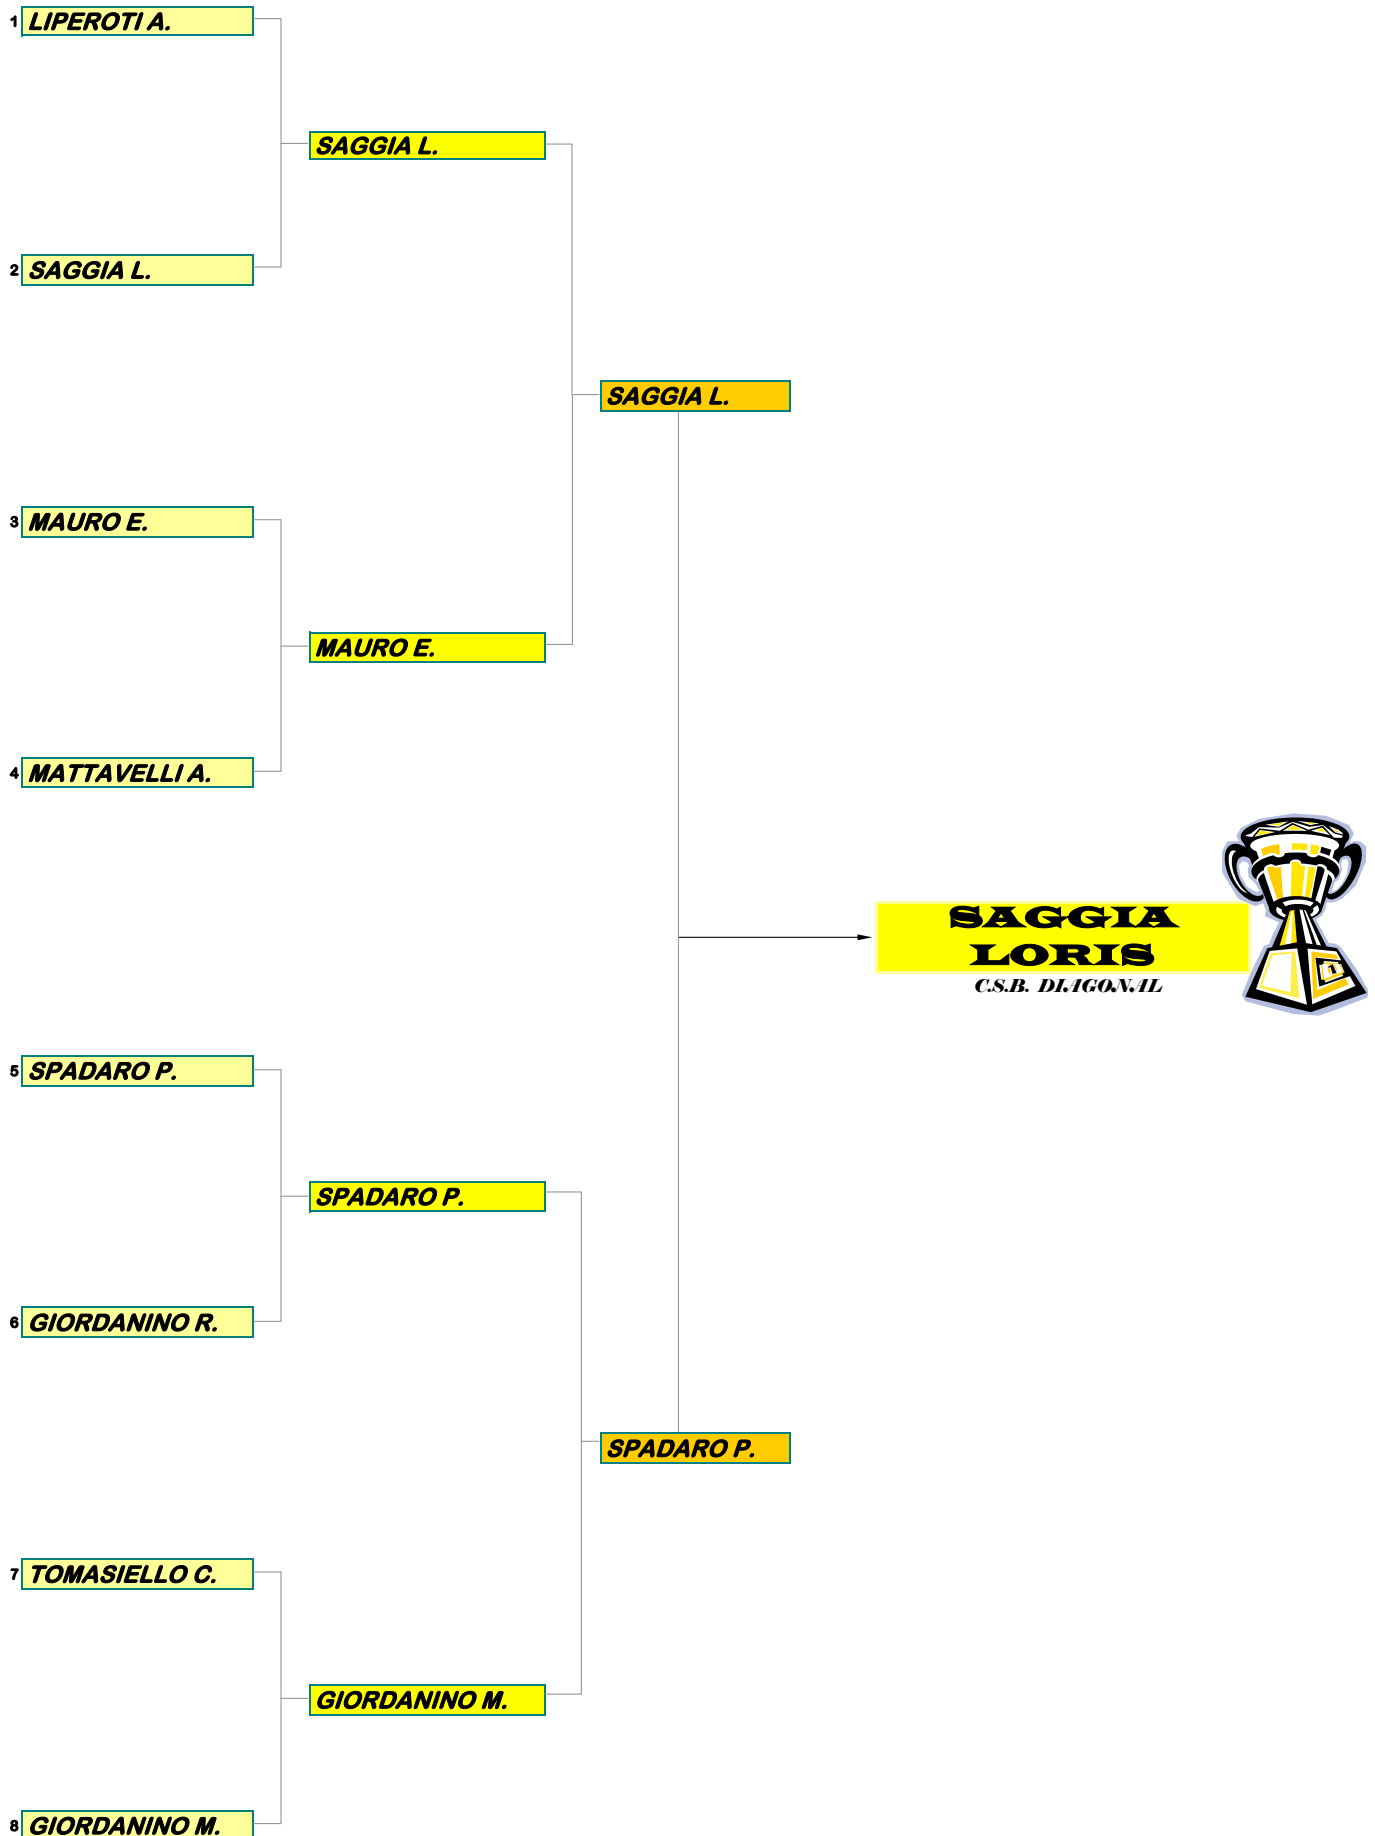 1 LIPEROTI A.
SAGGIA L.
2 SAGGIA L.
SAGGIA L.
3 MAURO E.
MAURO E.
4 MATTAVELLI A.
SAGGIA
LORIS
C.S.B. DIAGONAL
5 SPADARO P.
SPADARO P.
6 GIORDANINO R.
SPADARO P.
7 TOMASIELLO C.
GIORDANINO M.
8 GIORDANINO M.